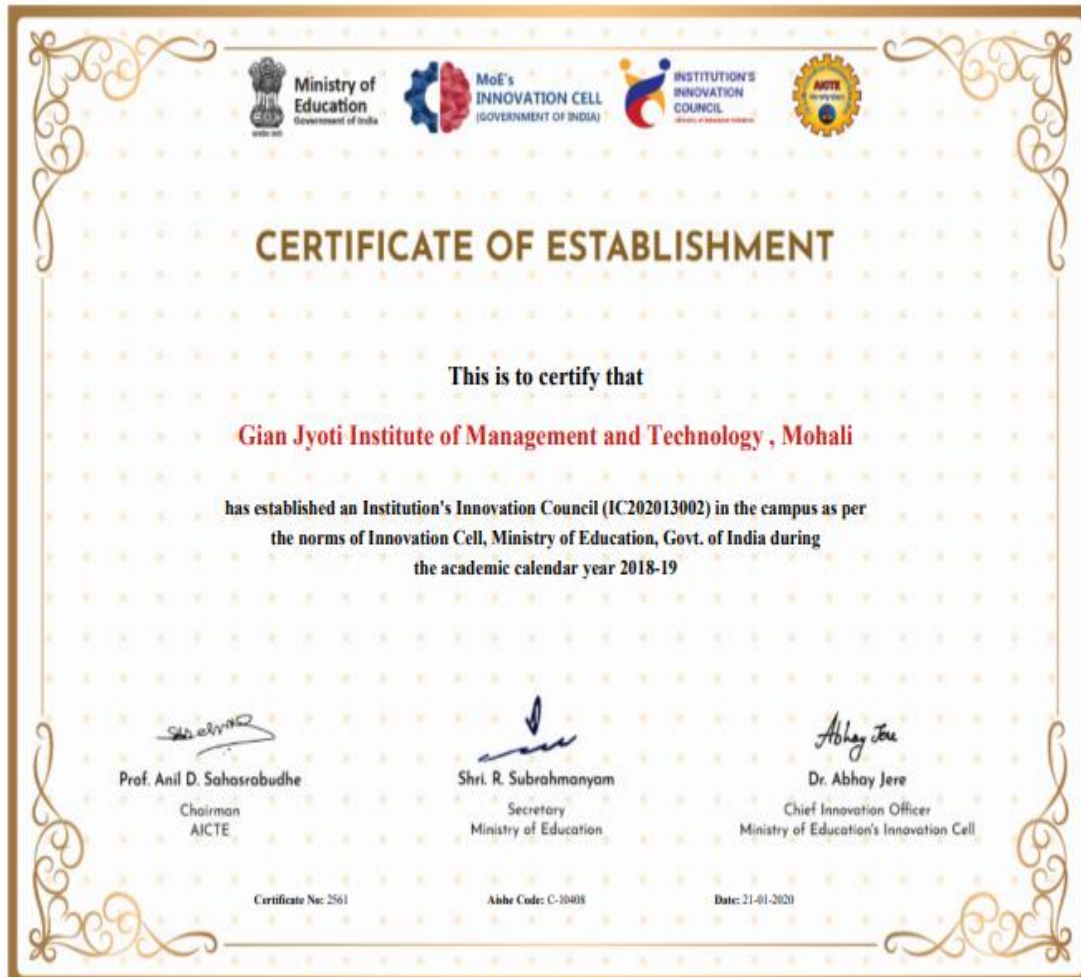 Ministry of
Education
Government of India
MoE's
INNOVATION CELL
(GOVERNMENT OF INDIA)
INSTITUTION'S
INNOVATION
COUNCIL
AICTE
CERTIFICATE OF ESTABLISHMENT
This is to certify that
Gian Jyoti Institute of Management and Technology , Mohali
has established an Institution's Innovation Council (IC202013002) in the campus as per
the norms of Innovation Cell, Ministry of Education, Govt. of India during
the academic calendar year 2018-19
Abhay Jere
Prof. Anil D. Sahasrabudhe
Shri. R. Subrahmanyam
Dr. Abhay Jere
Chairman
Secretary
Chief Innovation Officer
AICTE
Ministry of Education
Ministry of Education's Innovation Cell
Certificate No: 2561
Aishe Code: C-10408
Date: 21-01-2020